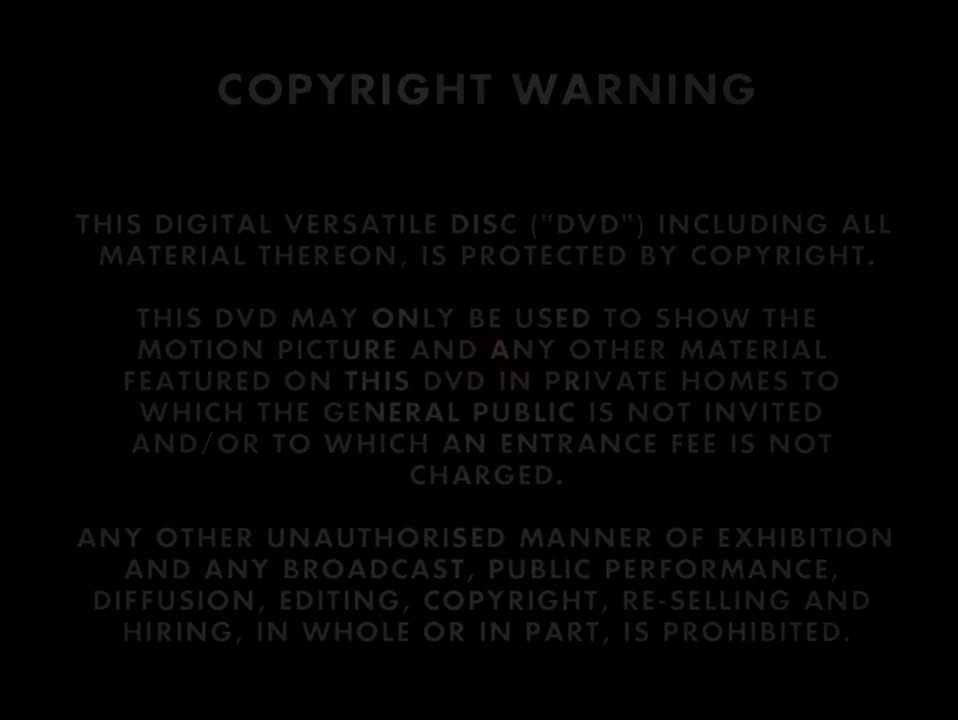 COPYRIGHT WARNING
THIS DIGITAL VERSATILE DISC ("DVD") INCLUDING ALL
MATERIAL THEREON, IS PROTECTED BY COPYRIGHT.
THIS DVD MAY ONLY BE USED TO SHOW THE
MOTION PICTURE AND ANY OTHER MATERIAL
FEATURED ON THIS DVD IN PRIVATE HOMES TO
WHICH THE GENERAL PUBLIC IS NOT INVITED
AND/OR TO WHICH AN ENTRANCE FEE IS NOT
CHARGED.
ANY OTHER UNAUTHORISED MANNER OF EXHIBITION
AND ANY BROADCAST, PUBLIC PERFORMANCE,
DIFFUSION, EDITING, COPYRIGHT, RE-SELLING AND
HIRING, IN WHOLE OR IN PART, IS PROHIBITED.